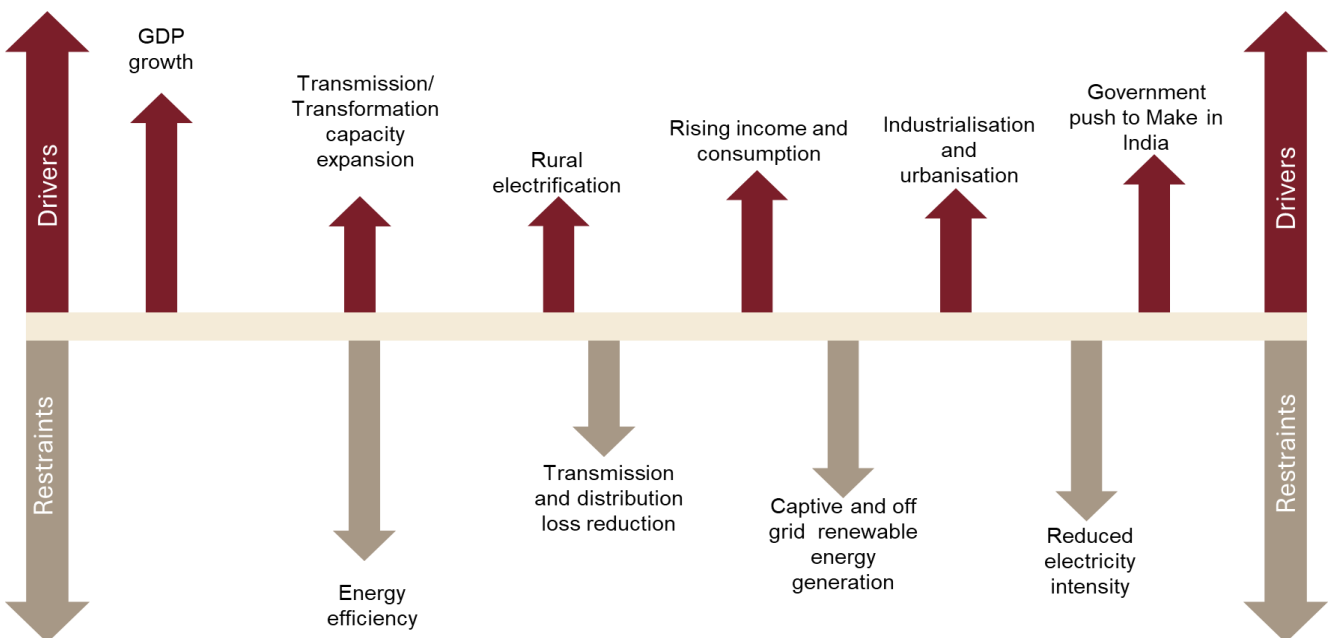 Drivers
GDP
growth
Transmission/
Transformation
capacity
expansion
Rural
electrification
Rising income and
consumption
Industrialisation
and
urbanisation
Government
push to Make in
India
Drivers
Restraints
Energy
efficiency
Transmission
and distribution
loss reduction
Captive and off
grid renewable
energy
generation
Reduced
electricity
intensity
Restraints